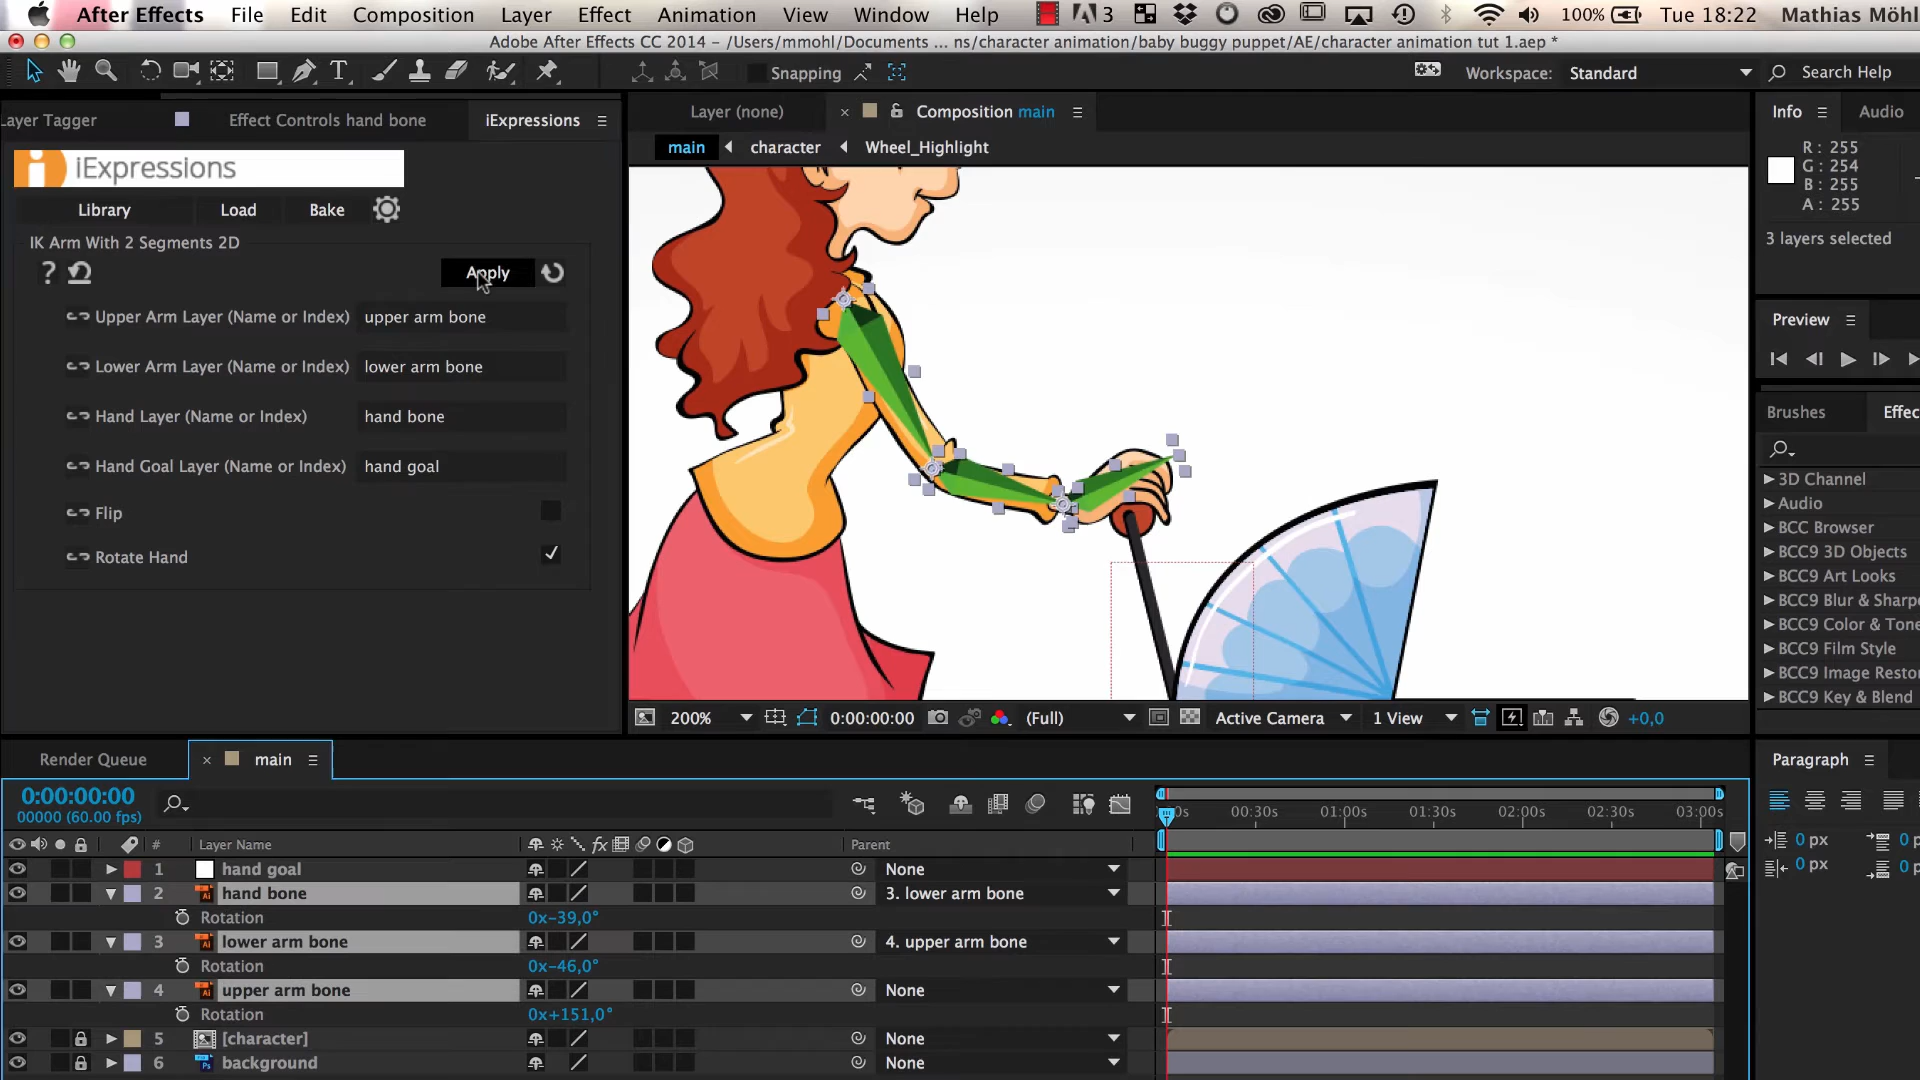 After Effects File Edit Composition Layer Effect Animation View Window Help 3 100% Tue 18:22 Mathias Möhl
Adobe After Effects CC 2014 - /Users/mmohl/Documents ... ns/character animation/baby buggy puppet/AE/character animation tut 1.aep *
Snapping Workspace: Standard Search Help
Layer Tagger Effect Controls hand bone iExpressions Layer (none) Composition main Info Audio
main character Wheel_Highlight
iExpressions
R : 255
G : 254
B : 255
A : 255
Library Load Bake
3 layers selected
IK Arm With 2 Segments 2D
? Apply
Upper Arm Layer (Name or Index) upper arm bone
Lower Arm Layer (Name or Index) lower arm bone
Hand Layer (Name or Index) hand bone
Hand Goal Layer (Name or Index) hand goal
Flip
Rotate Hand
Preview
Brushes Effec
3D Channel
Audio
BCC Browser
BCC9 3D Objects
BCC9 Art Looks
BCC9 Blur & Sharpe
BCC9 Color & Tone
BCC9 Film Style
BCC9 Image Resto
BCC9 Key & Blend
200% 0:00:00:00 (Full) Active Camera 1 View +0,0
Render Queue main Paragraph
0:00:00:00
00000 (60.00 fps)
0s 00:30s 01:00s 01:30s 02:00s 02:30s 03:00s
# Layer Name fx Parent
0 px 0 p
0 px 0 p
1 hand goal None
2 hand bone 3. lower arm bone
Rotation 0x-39,0°
3 lower arm bone 4. upper arm bone
Rotation 0x-46,0°
4 upper arm bone None
Rotation 0x+151,0°
5 [character] None
6 background None